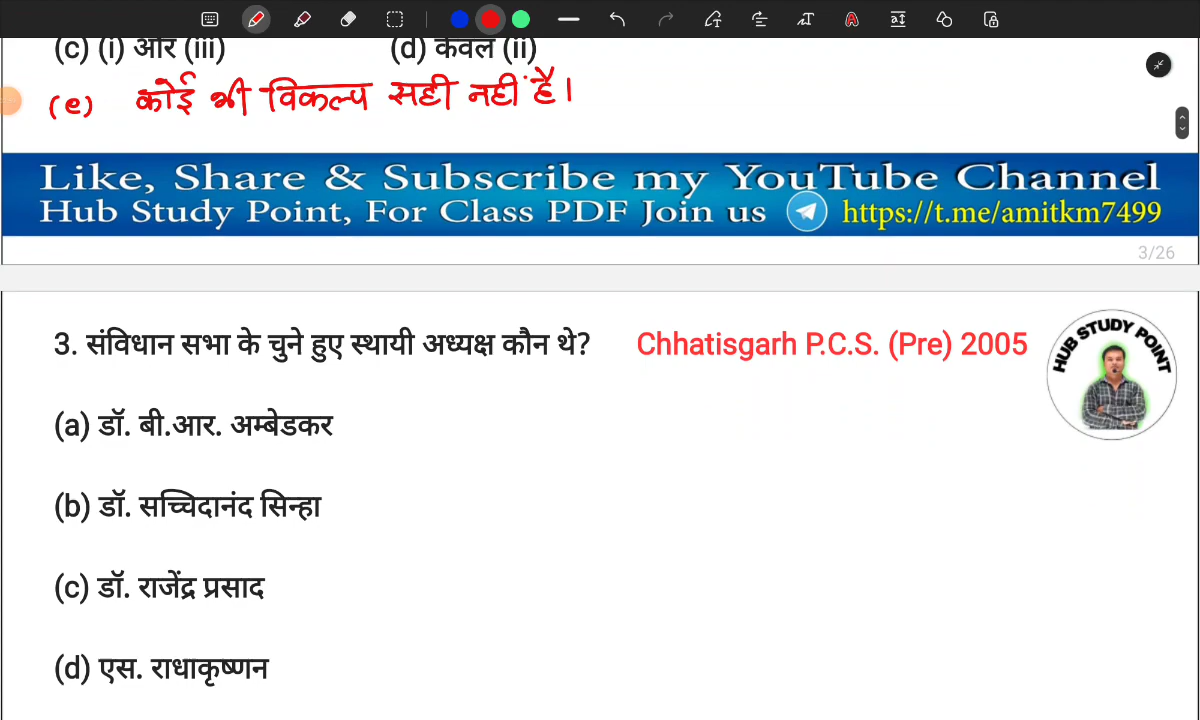 (c) (i) और (iii) (d) केवल (ii)
(e) कोई भी विकल्प सही नहीं है।
Like, Share & Subscribe my YouTube Channel
Hub Study Point, For Class PDF Join us https://t.me/amitkm7499
3/26
3. संविधान सभा के चुने हुए स्थायी अध्यक्ष कौन थे? Chhatisgarh P.C.S. (Pre) 2005
HUB STUDY POINT
(a) डॉ. बी.आर. अम्बेडकर
(b) डॉ. सच्चिदानंद सिन्हा
(c) डॉ. राजेंद्र प्रसाद
(d) एस. राधाकृष्णन